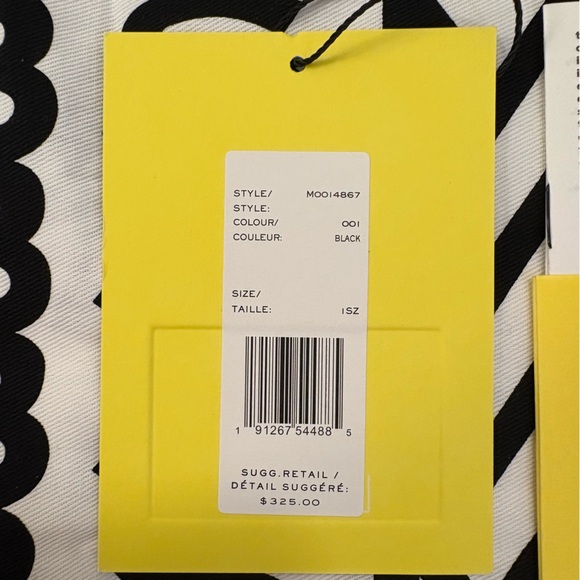 STYLE/ M0014867
STYLE:
COLOUR/ 001
COULEUR: BLACK
SIZE/
TAILLE: 1SZ
1 91267 54488 5
SUGG.RETAIL /
DÉTAIL SUGGÉRÉ:
$325.00